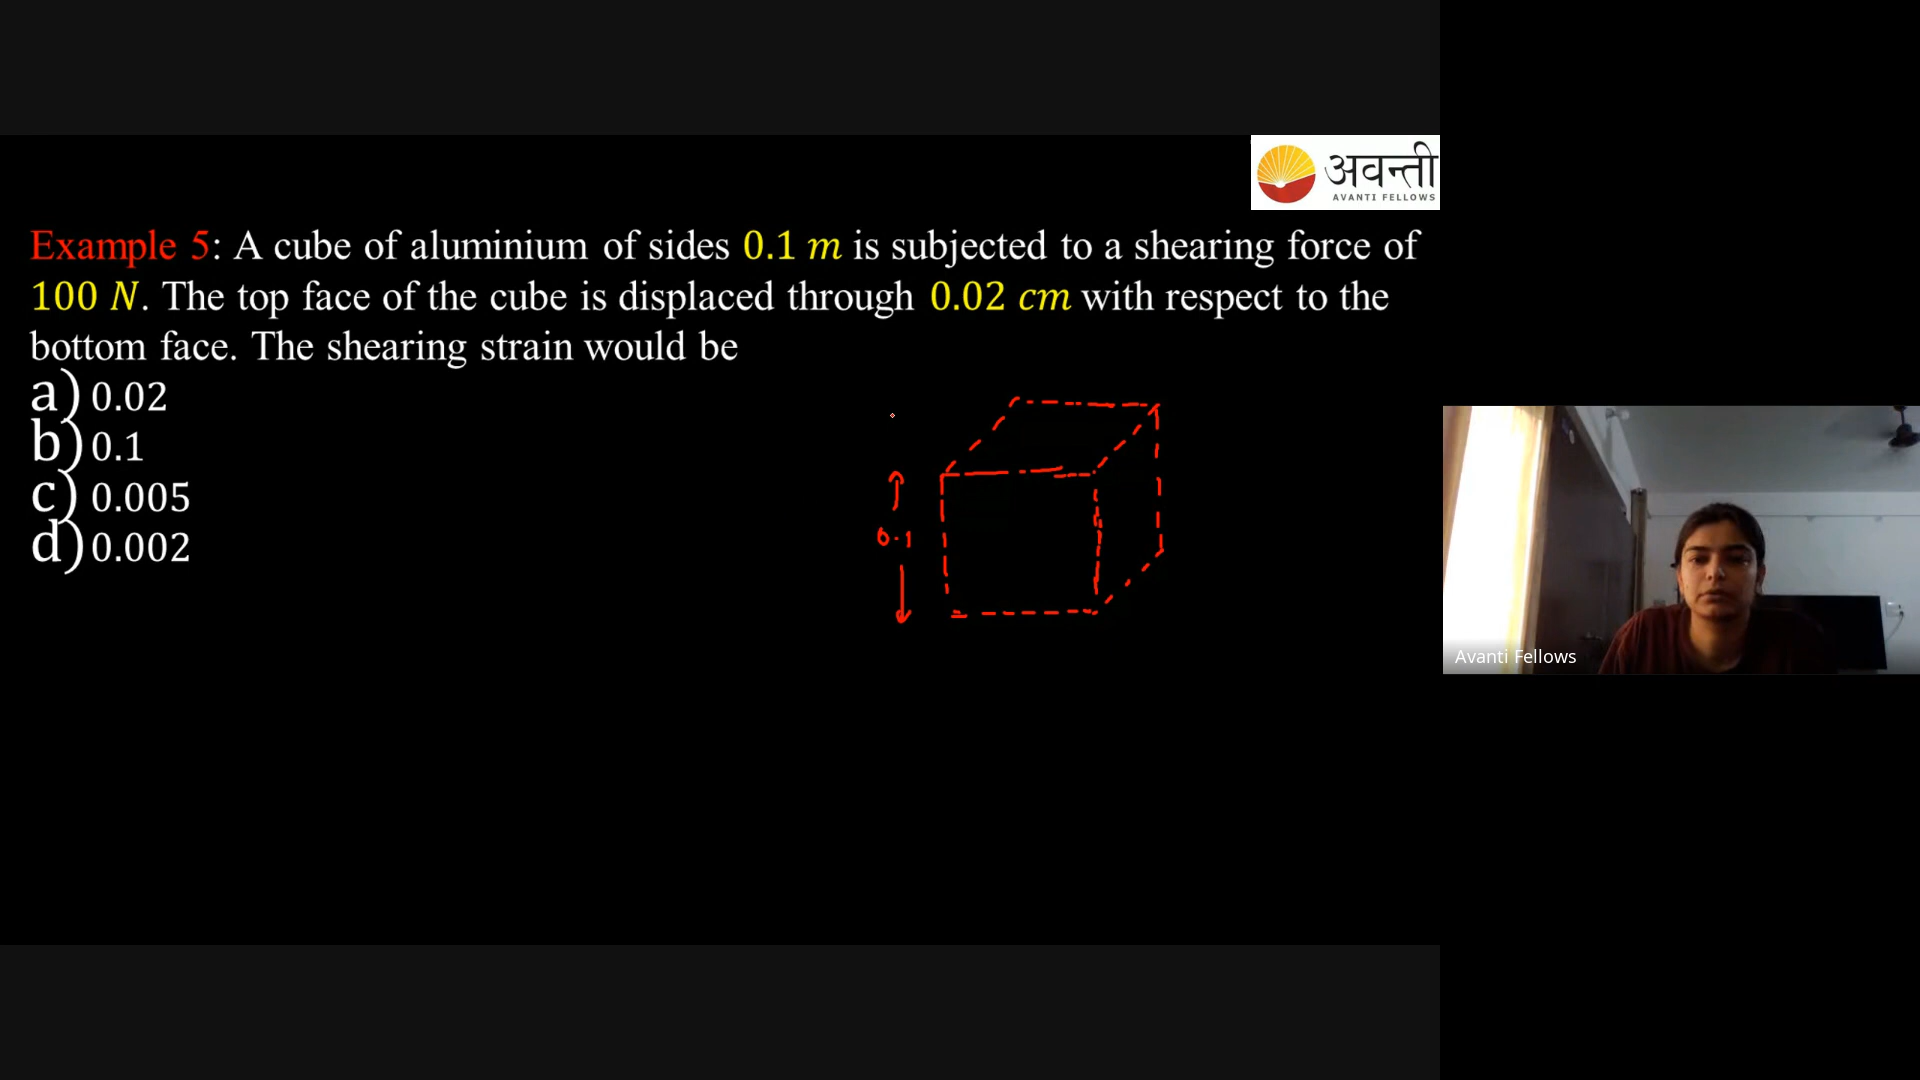 अवन्ती
AVANTI FELLOWS
Example 5: A cube of aluminium of sides 0.1 m is subjected to a shearing force of
100 N. The top face of the cube is displaced through 0.02 cm with respect to the
bottom face. The shearing strain would be
a) 0.02
b) 0.1
c) 0.005
d) 0.002
0.1
Avanti Fellows